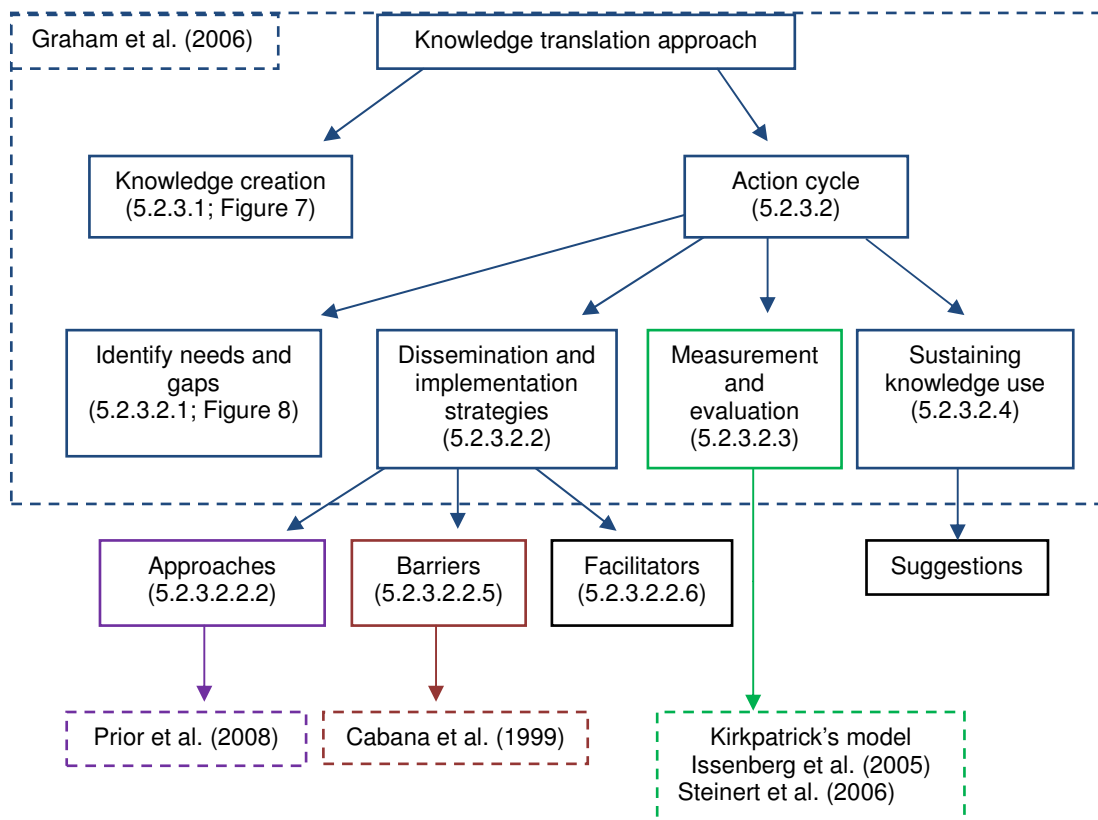 Graham et al. (2006)
Knowledge translation approach
Knowledge creation
(5.2.3.1; Figure 7)
Action cycle
(5.2.3.2)
Identify needs and
gaps
(5.2.3.2.1; Figure 8)
Dissemination and
implementation
strategies
(5.2.3.2.2)
Measurement
and
evaluation
(5.2.3.2.3)
Sustaining
knowledge use
(5.2.3.2.4)
Approaches
(5.2.3.2.2.2)
Barriers
(5.2.3.2.2.5)
Facilitators
(5.2.3.2.2.6)
Suggestions
Prior et al. (2008)
Cabana et al. (1999)
Kirkpatrick’s model
Issenberg et al. (2005)
Steinert et al. (2006)